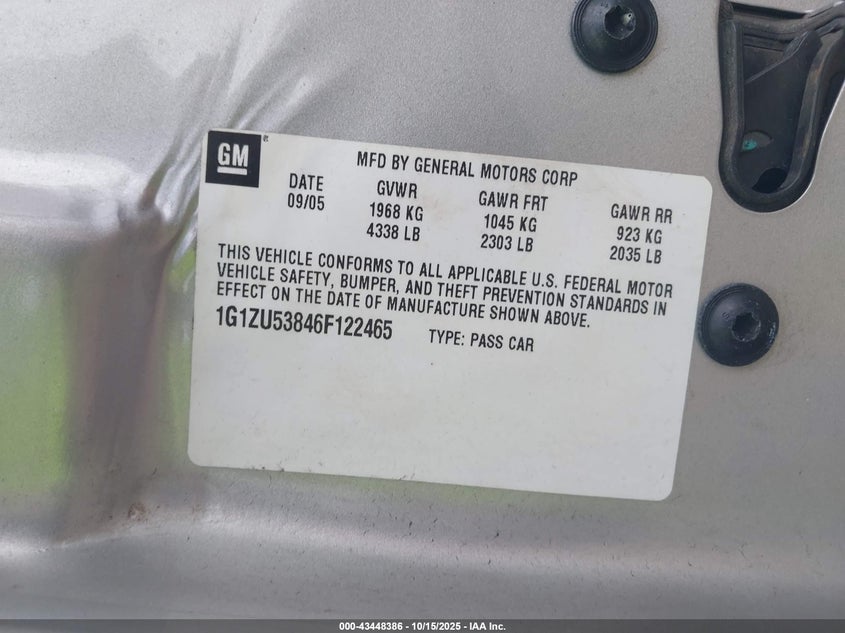 GM
MFD BY GENERAL MOTORS CORP
DATE GVWR GAWR FRT GAWR RR
09/05 1968 KG 1045 KG 923 KG
4338 LB 2303 LB 2035 LB
THIS VEHICLE CONFORMS TO ALL APPLICABLE U.S. FEDERAL MOTOR
VEHICLE SAFETY, BUMPER, AND THEFT PREVENTION STANDARDS IN
EFFECT ON THE DATE OF MANUFACTURE SHOWN ABOVE.
1G1ZU53846F122465 TYPE: PASS CAR
000-43448386 - 10/15/2025 - IAA Inc.